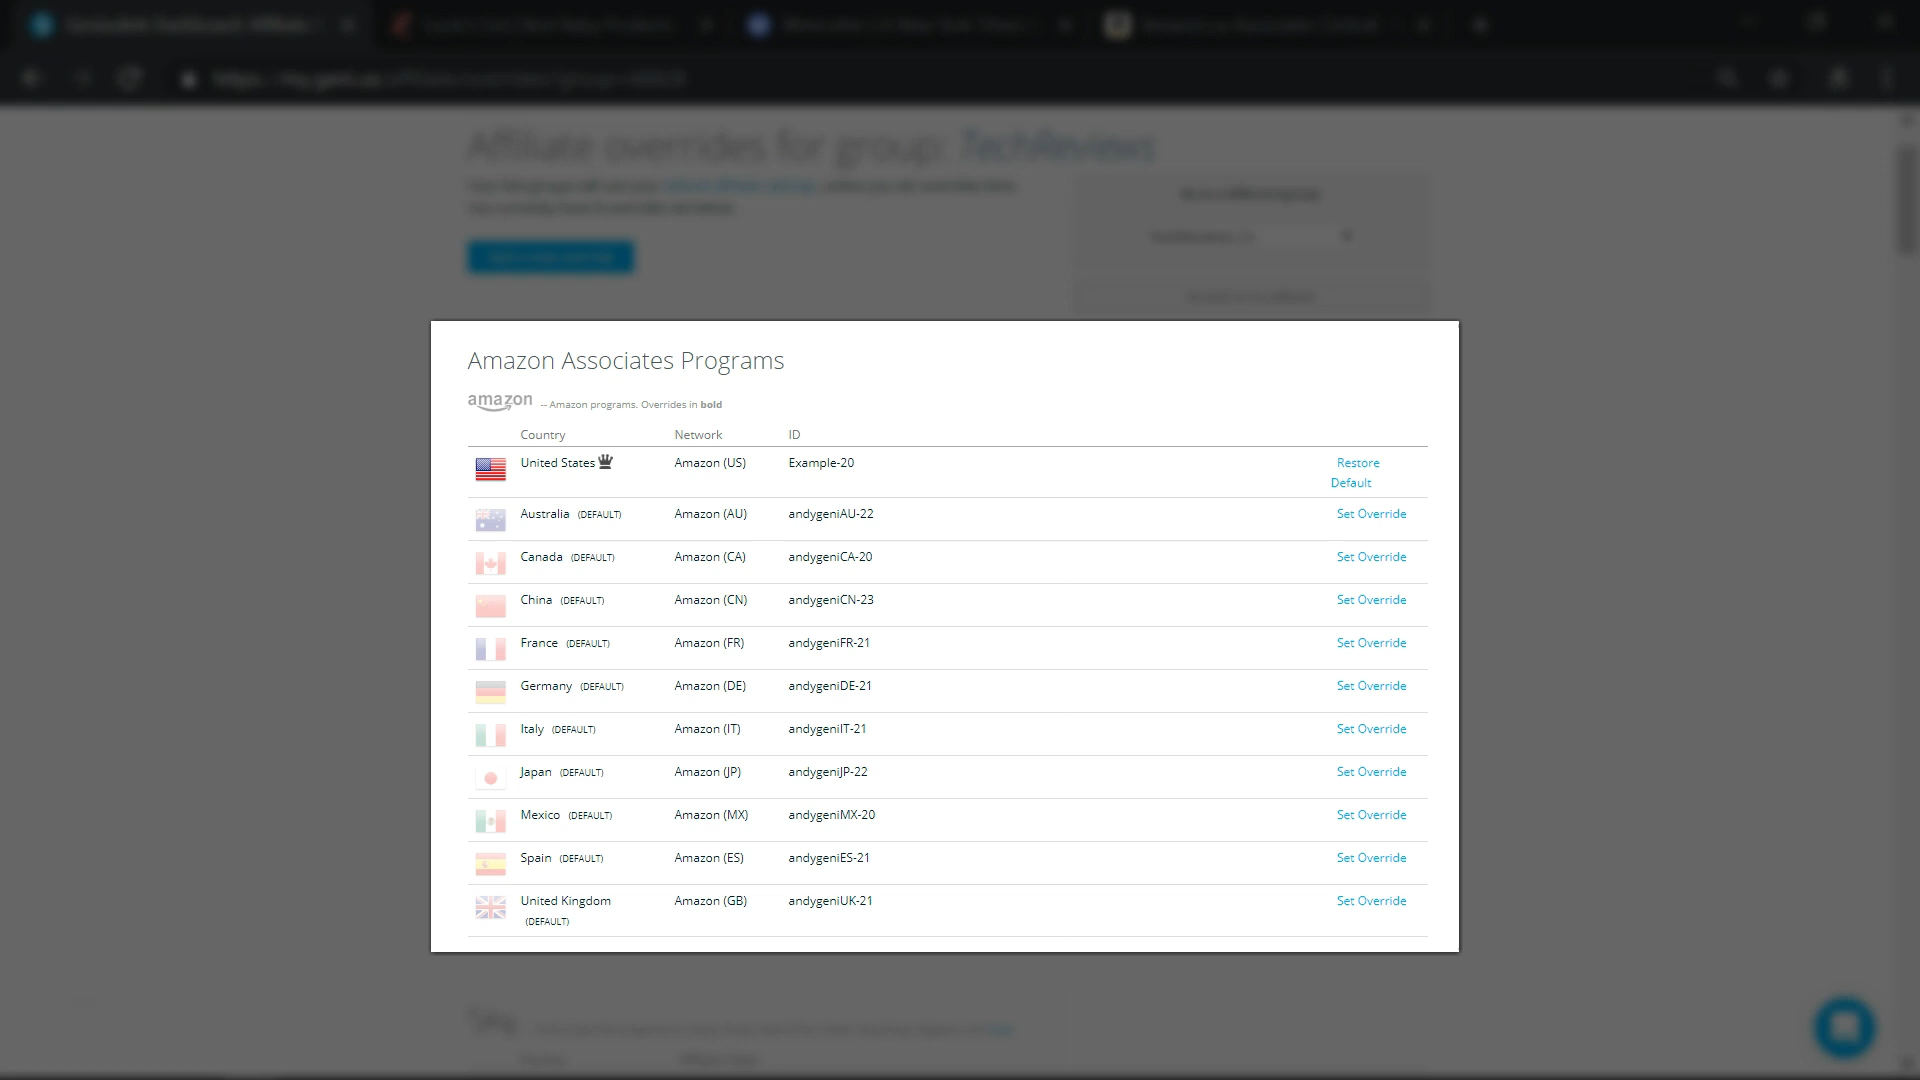 Affiliate overrides for group: TechReviews
Amazon Associates Programs
amazon -- Amazon programs. Overrides in bold
Country Network ID
United States Amazon (US) Example-20 Restore Default
Australia (DEFAULT) Amazon (AU) andygeniAU-22 Set Override
Canada (DEFAULT) Amazon (CA) andygeniCA-20 Set Override
China (DEFAULT) Amazon (CN) andygeniCN-23 Set Override
France (DEFAULT) Amazon (FR) andygeniFR-21 Set Override
Germany (DEFAULT) Amazon (DE) andygeniDE-21 Set Override
Italy (DEFAULT) Amazon (IT) andygeniIT-21 Set Override
Japan (DEFAULT) Amazon (JP) andygeniJP-22 Set Override
Mexico (DEFAULT) Amazon (MX) andygeniMX-20 Set Override
Spain (DEFAULT) Amazon (ES) andygeniES-21 Set Override
United Kingdom (DEFAULT) Amazon (GB) andygeniUK-21 Set Override